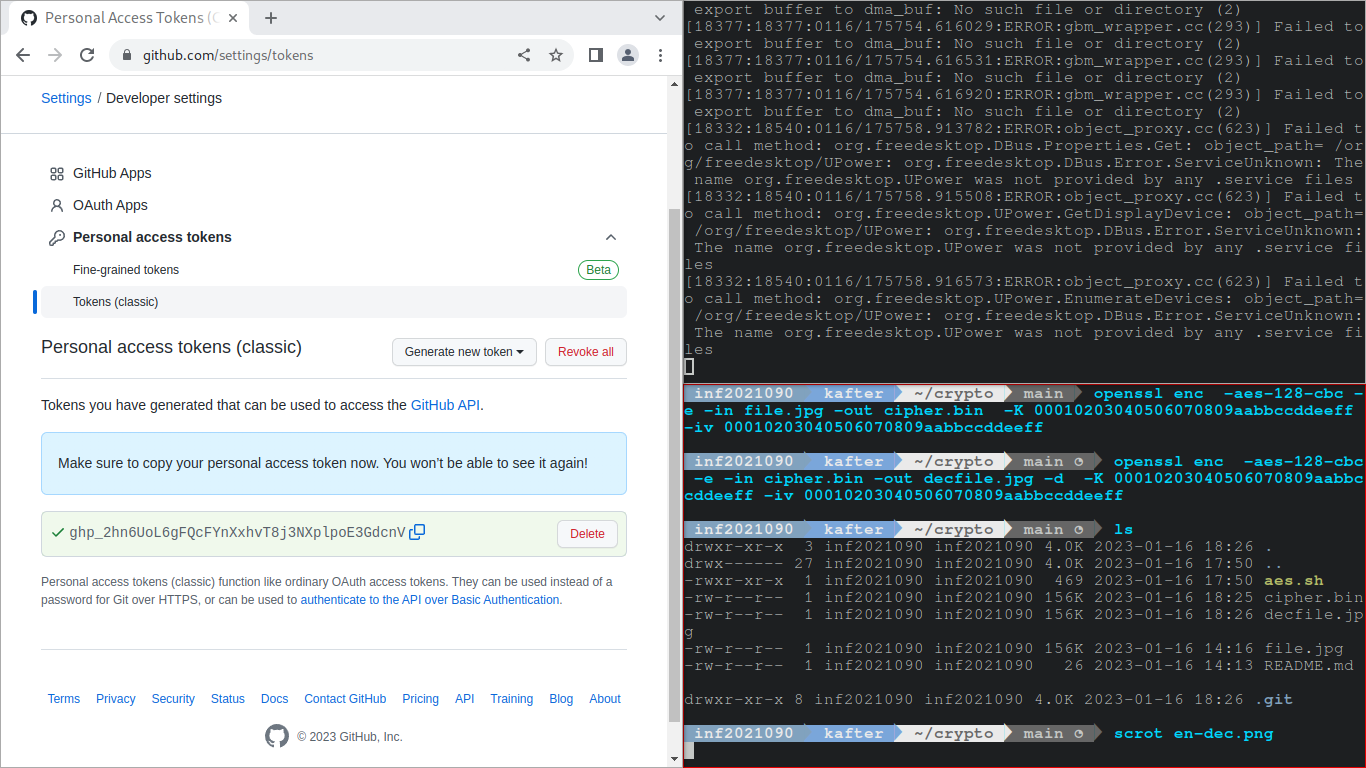 Personal Access Tokens (C
github.com/settings/tokens
Settings / Developer settings
GitHub Apps
OAuth Apps
Personal access tokens
Fine-grained tokens
Beta
Tokens (classic)
Personal access tokens (classic)
Generate new token
Revoke all
Tokens you have generated that can be used to access the GitHub API.
Make sure to copy your personal access token now. You won't be able to see it again!
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
Delete
Personal access tokens (classic) function like ordinary OAuth access tokens. They can be used instead of a
password for Git over HTTPS, or can be used to authenticate to the API over Basic Authentication.
Terms Privacy Security Status Docs Contact GitHub Pricing API Training Blog About
© 2023 GitHub, Inc.
export buffer to dma_buf: No such file or directory (2)
[18377:18377:0116/175754.616029:ERROR:gbm_wrapper.cc(293)] Failed to
export buffer to dma_buf: No such file or directory (2)
[18377:18377:0116/175754.616531:ERROR:gbm_wrapper.cc(293)] Failed to
export buffer to dma_buf: No such file or directory (2)
[18377:18377:0116/175754.616920:ERROR:gbm_wrapper.cc(293)] Failed to
export buffer to dma_buf: No such file or directory (2)
[18332:18540:0116/175758.913782:ERROR:object_proxy.cc(623)] Failed t
o call method: org.freedesktop.DBus.Properties.Get: object_path= /or
g/freedesktop/UPower: org.freedesktop.DBus.Error.ServiceUnknown: The
name org.freedesktop.UPower was not provided by any .service files
[18332:18540:0116/175758.915508:ERROR:object_proxy.cc(623)] Failed t
o call method: org.freedesktop.UPower.GetDisplayDevice: object_path=
/org/freedesktop/UPower: org.freedesktop.DBus.Error.ServiceUnknown:
The name org.freedesktop.UPower was not provided by any .service fi
les
[18332:18540:0116/175758.916573:ERROR:object_proxy.cc(623)] Failed t
o call method: org.freedesktop.UPower.EnumerateDevices: object_path=
/org/freedesktop/UPower: org.freedesktop.DBus.Error.ServiceUnknown:
The name org.freedesktop.UPower was not provided by any .service fi
les
inf2021090 kafter ~/crypto main openssl enc -aes-128-cbc -
e -in file.jpg -out cipher.bin -K 00010203040506070809aabbccddeeff
-iv 00010203040506070809aabbccddeeff
inf2021090 kafter ~/crypto main ◔ openssl enc -aes-128-cbc
-e -in cipher.bin -out decfile.jpg -d -K 00010203040506070809aabbc
cddeeff -iv 00010203040506070809aabbccddeeff
inf2021090 kafter ~/crypto main ◔ ls
drwxr-xr-x 3 inf2021090 inf2021090 4.0K 2023-01-16 18:26 .
drwx------ 27 inf2021090 inf2021090 4.0K 2023-01-16 17:50 ..
-rwxr-xr-x 1 inf2021090 inf2021090 469 2023-01-16 17:50 aes.sh
-rw-r--r-- 1 inf2021090 inf2021090 156K 2023-01-16 18:25 cipher.bin
-rw-r--r-- 1 inf2021090 inf2021090 156K 2023-01-16 18:26 decfile.jp
g
-rw-r--r-- 1 inf2021090 inf2021090 156K 2023-01-16 14:16 file.jpg
-rw-r--r-- 1 inf2021090 inf2021090 26 2023-01-16 14:13 README.md
drwxr-xr-x 8 inf2021090 inf2021090 4.0K 2023-01-16 18:26 .git
inf2021090 kafter ~/crypto main ◔ scrot en-dec.png